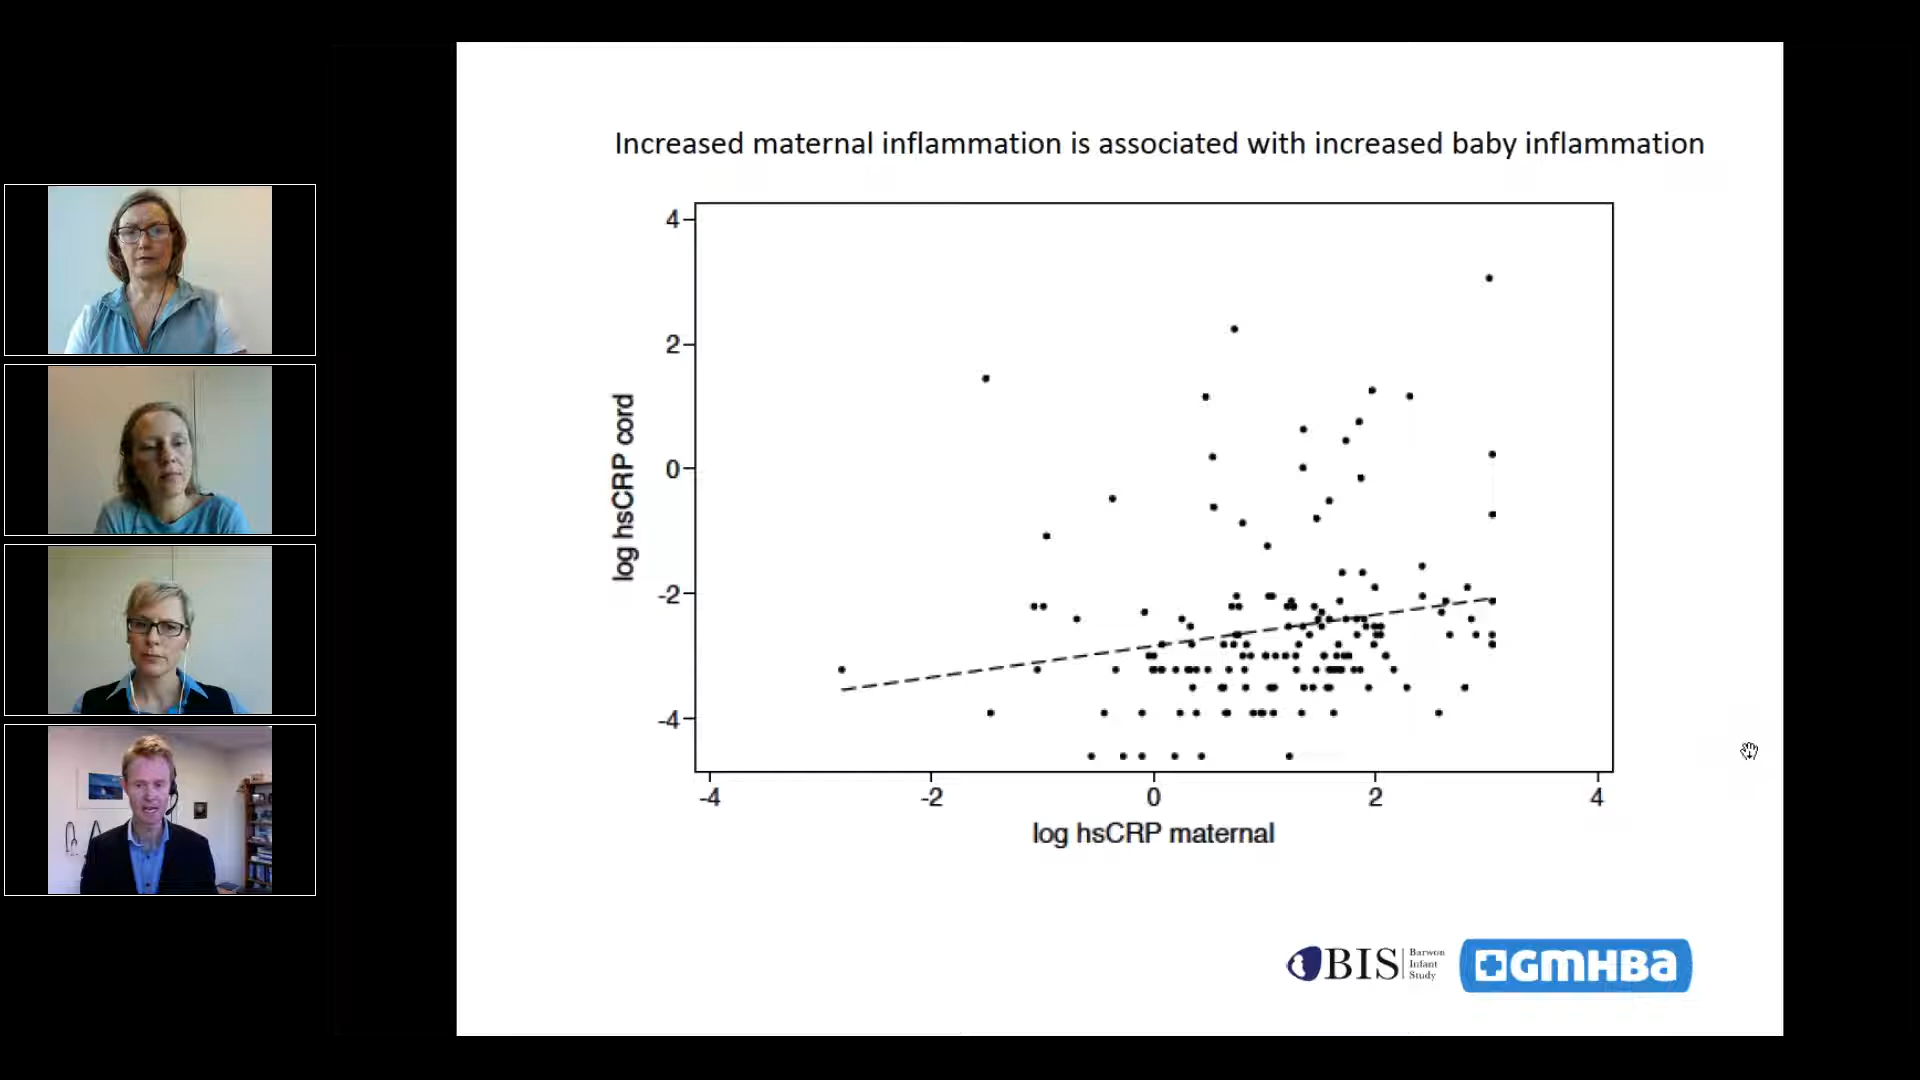 Increased maternal inflammation is associated with increased baby inflammation
4
2
0
-2
-4
log hsCRP cord
-4
-2
0
2
4
log hsCRP maternal
BIS
Barwon
Infant
Study
GMHBA